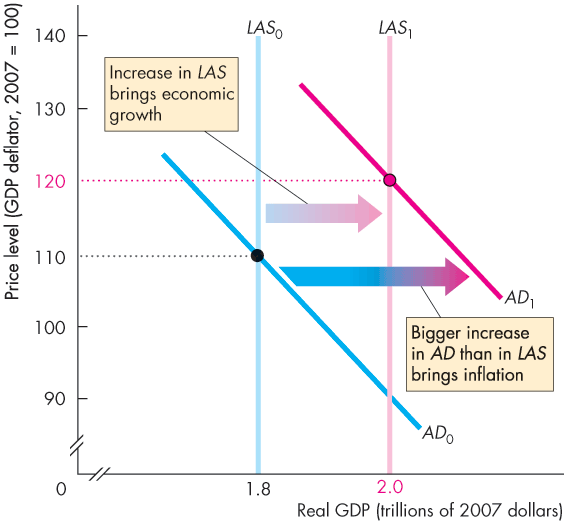 Price level (GDP deflator, 2007 = 100)
140
130
120
110
100
90
0
LAS0
LAS1
Increase in LAS
brings economic
growth
AD1
Bigger increase
in AD than in LAS
brings inflation
AD0
1.8
2.0
Real GDP (trillions of 2007 dollars)